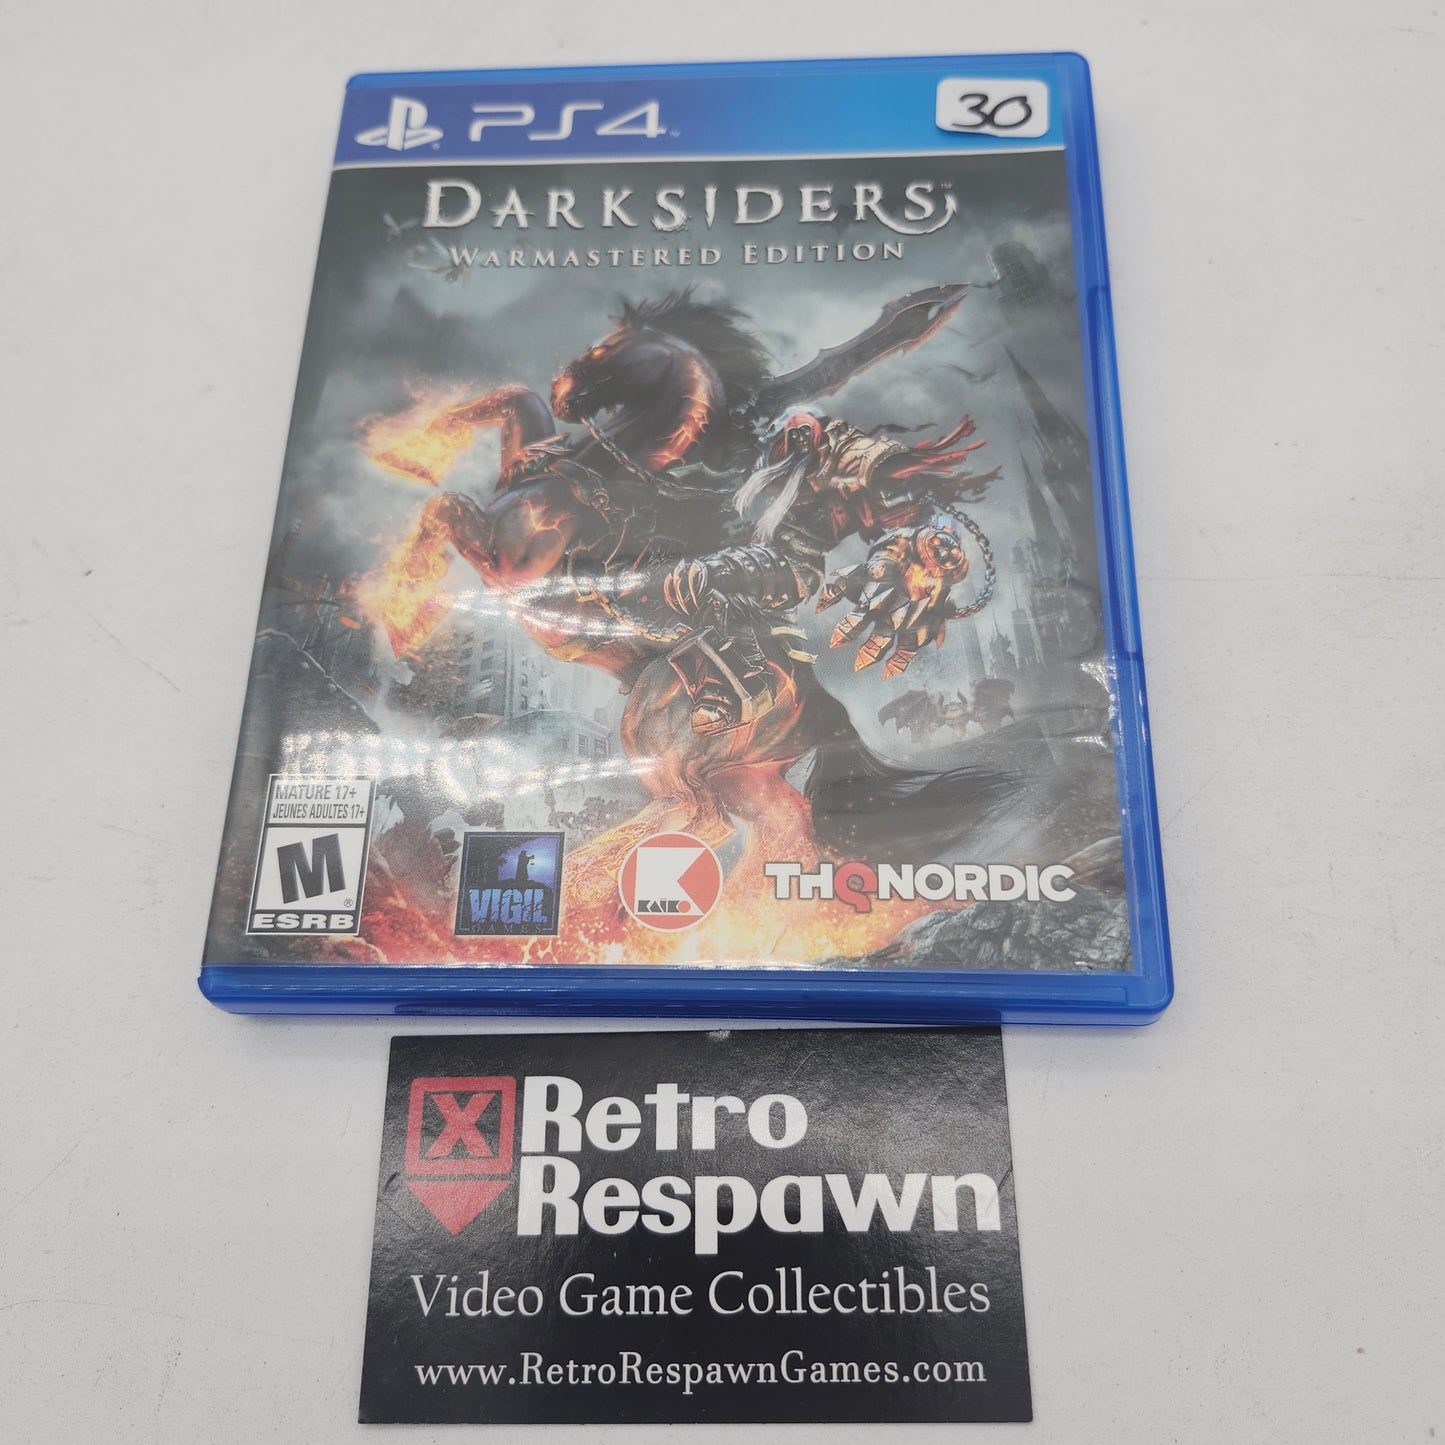 PS4™
30
DARKSIDERS
WARMASTERED EDITION
MATURE 17+
JEUNES ADULTES 17+
M
®
ESRB
VIGIL
GAMES
K
KAIKO
THQNORDIC
X
Retro
Respawn
Video Game Collectibles
www.RetroRespawnGames.com